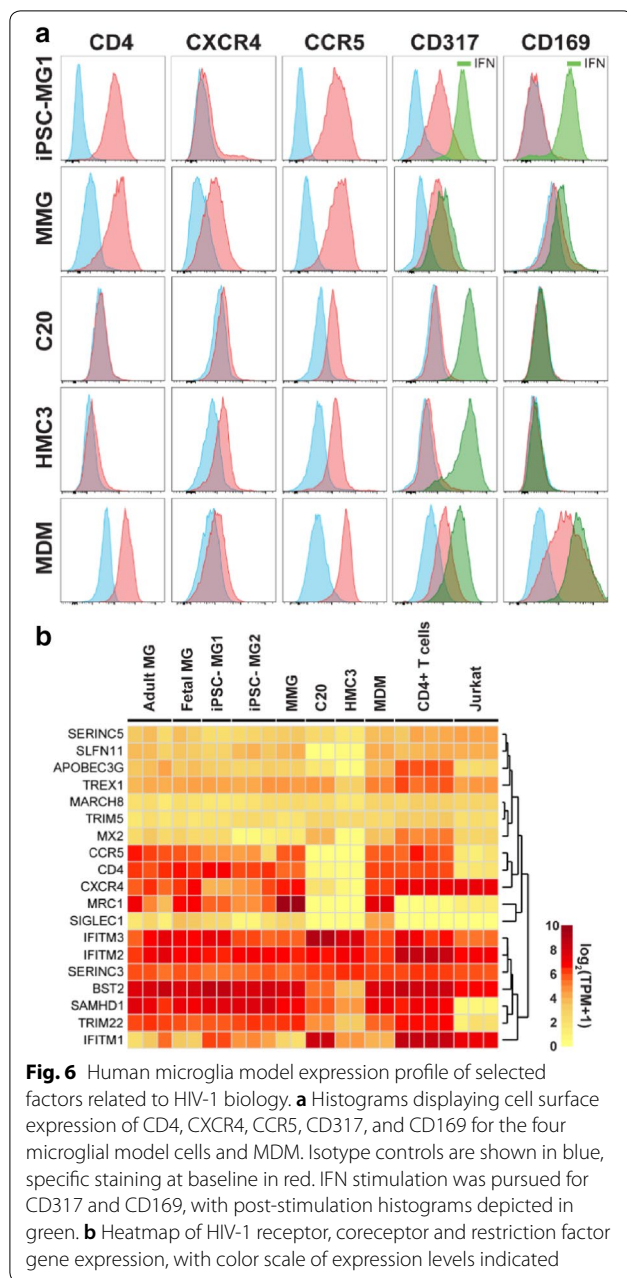 a
CD4 CXCR4 CCR5 CD317 CD169
iPSC-MG1
IFN
IFN
MMG
C20
HMC3
MDM
b
Adult MG
Fetal MG
iPSC- MG1
iPSC- MG2
MMG
C20
HMC3
MDM
CD4+ T cells
Jurkat
SERINC5
SLFN11
APOBEC3G
TREX1
MARCH8
TRIM5
MX2
CCR5
CD4
CXCR4
MRC1
SIGLEC1
IFITM3
IFITM2
SERINC3
BST2
SAMHD1
TRIM22
IFITM1
10
8
6
4
2
0
log2(TPM+1)
Fig. 6 Human microglia model expression profile of selected
factors related to HIV-1 biology. a Histograms displaying cell surface
expression of CD4, CXCR4, CCR5, CD317, and CD169 for the four
microglial model cells and MDM. Isotype controls are shown in blue,
specific staining at baseline in red. IFN stimulation was pursued for
CD317 and CD169, with post-stimulation histograms depicted in
green. b Heatmap of HIV-1 receptor, coreceptor and restriction factor
gene expression, with color scale of expression levels indicated